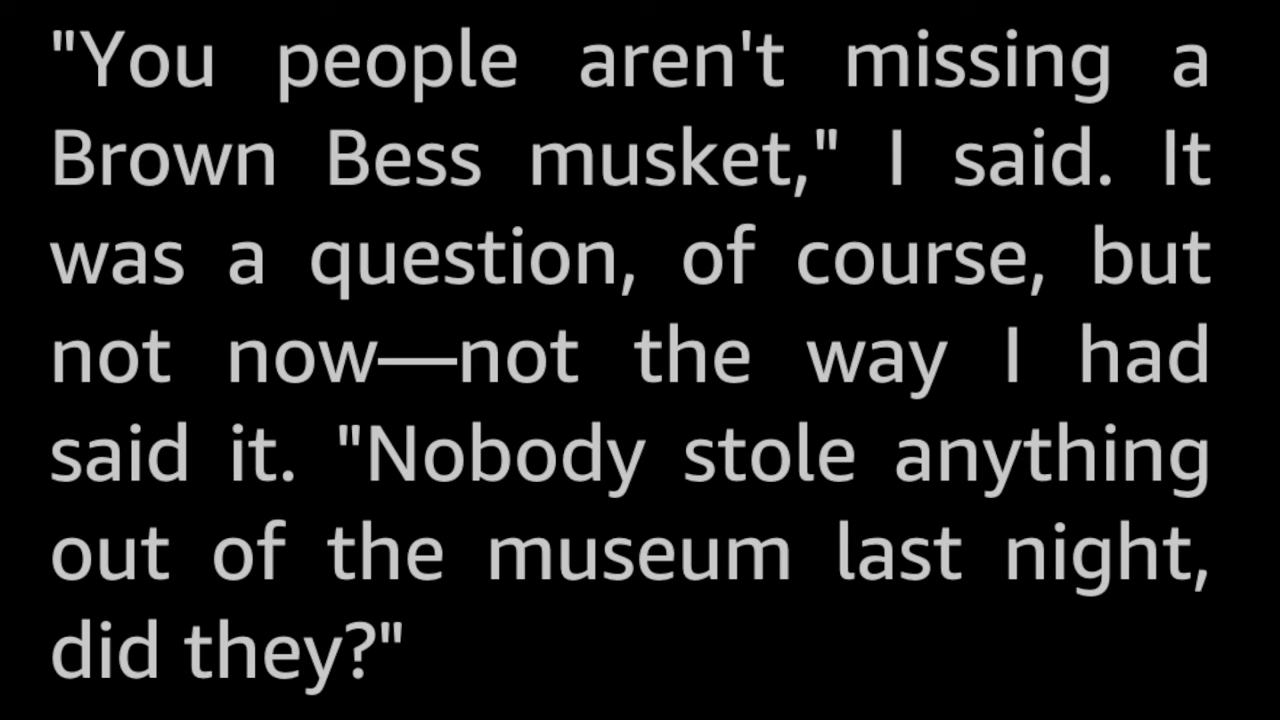 "You people aren't missing a
Brown Bess musket," I said. It
was a question, of course, but
not now—not the way I had
said it. "Nobody stole anything
out of the museum last night,
did they?"